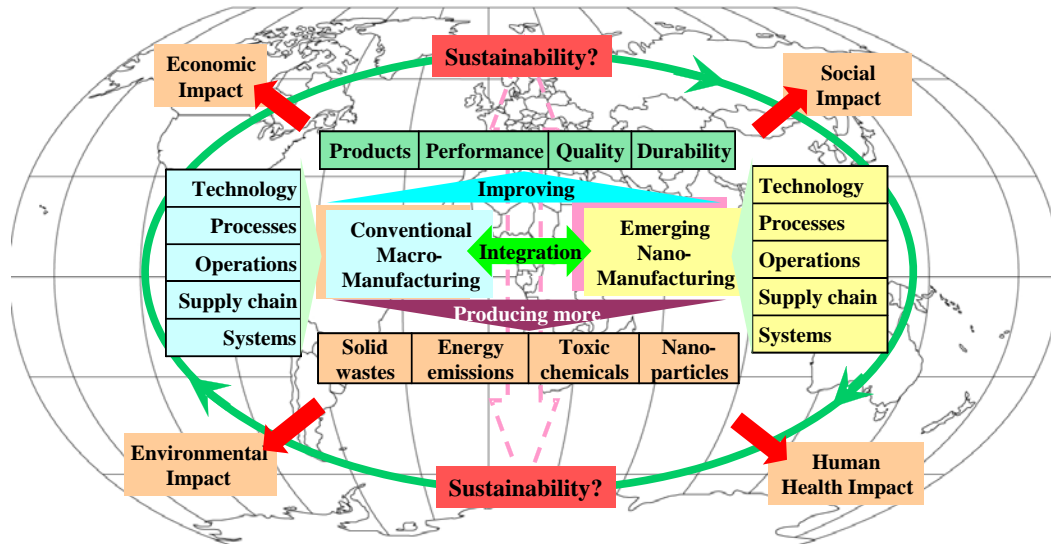 Sustainability?
Economic
Impact
Social
Impact
Products Performance Quality Durability
Improving
Technology
Processes
Operations
Supply chain
Systems
Conventional
Macro-
Manufacturing
Integration
Emerging
Nano-
Manufacturing
Technology
Processes
Operations
Supply chain
Systems
Producing more
Solid
wastes
Energy
emissions
Toxic
chemicals
Nano-
particles
Environmental
Impact
Sustainability?
Human
Health Impact